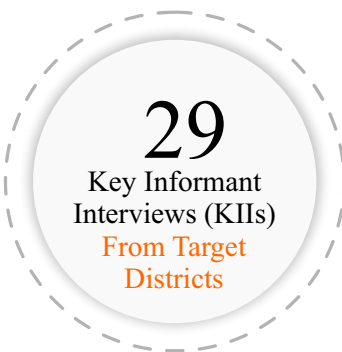 29
Key Informant
Interviews (KIIs)
From Target
Districts